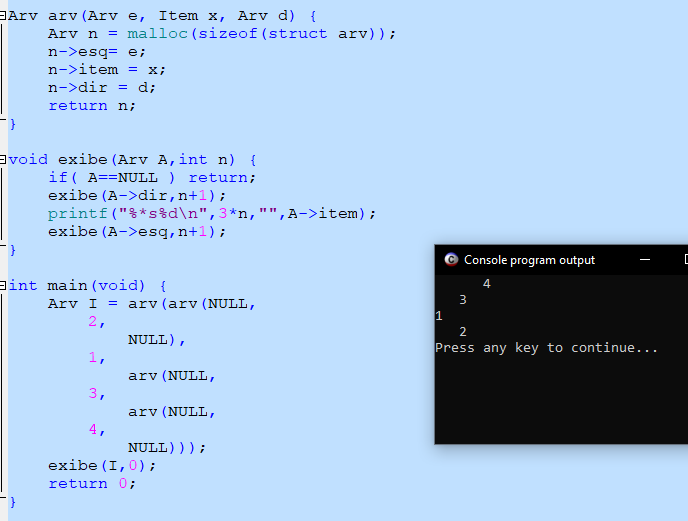 Arv arv(Arv e, Item x, Arv d) {
    Arv n = malloc(sizeof(struct arv));
    n->esq= e;
    n->item = x;
    n->dir = d;
    return n;
}

void exibe(Arv A,int n) {
    if( A==NULL ) return;
    exibe(A->dir,n+1);
    printf("%*s%d\n",3*n,"",A->item);
    exibe(A->esq,n+1);
}

int main(void) {
    Arv I = arv(arv(NULL,
        2,
            NULL),
        1,
            arv(NULL,
        3,
            arv(NULL,
        4,
            NULL)));
    exibe(I,0);
    return 0;
}
Console program output
      4
   3
1
   2
Press any key to continue...